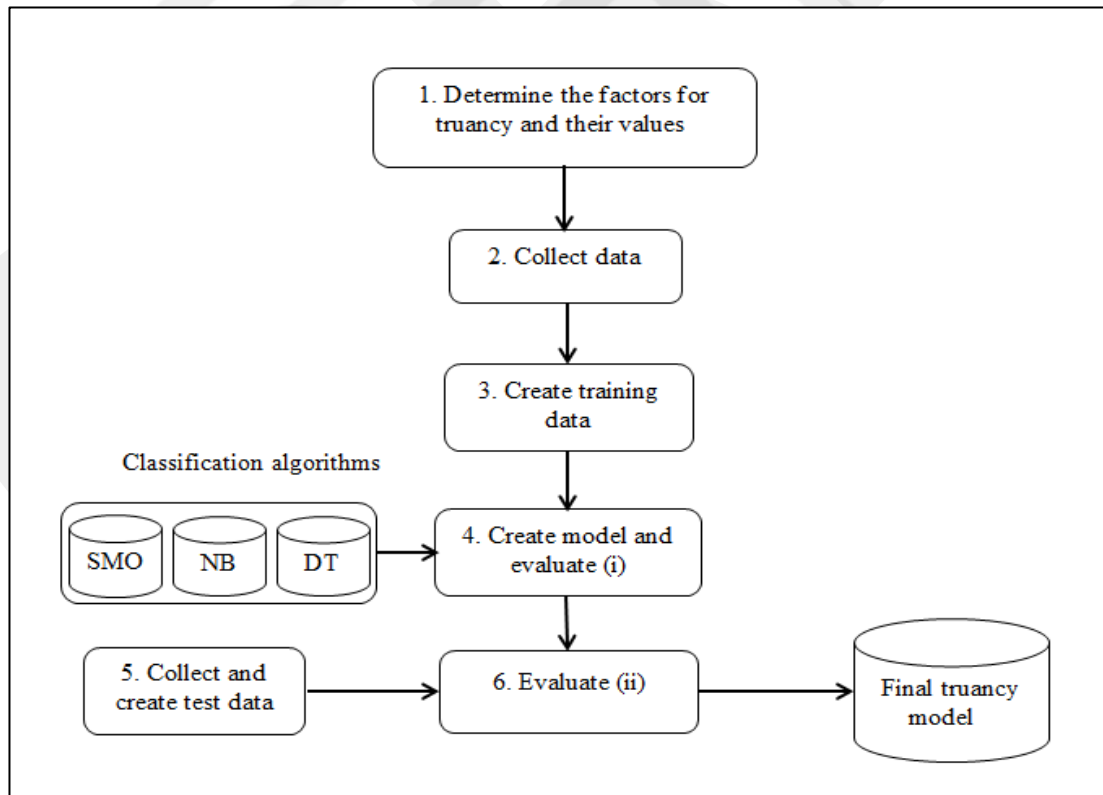 1. Determine the factors for
truancy and their values
2. Collect data
3. Create training
data
Classification algorithms
SMO
NB
DT
4. Create model and
evaluate (i)
5. Collect and
create test data
6. Evaluate (ii)
Final truancy
model